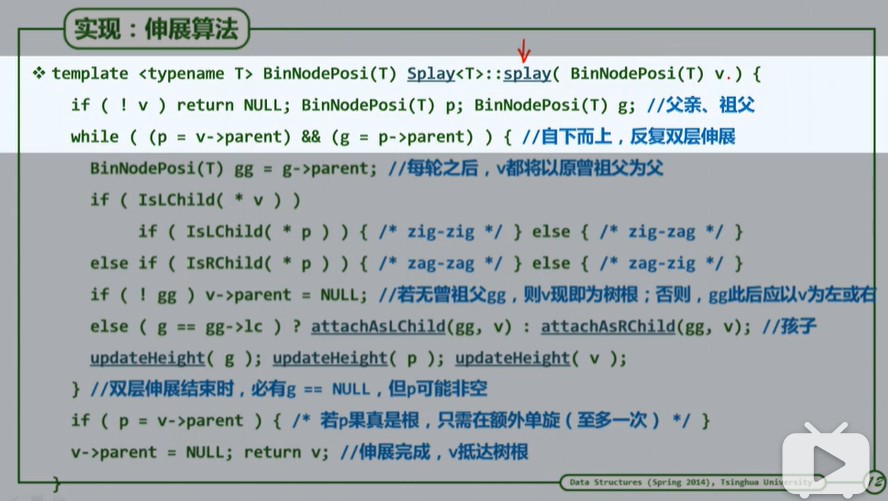 实现：伸展算法
❖ template <typename T> BinNodePosi(T) Splay<T>::splay( BinNodePosi(T) v ) {
if ( ! v ) return NULL; BinNodePosi(T) p; BinNodePosi(T) g; //父亲、祖父
while ( (p = v->parent) && (g = p->parent) ) { //自下而上，反复双层伸展
BinNodePosi(T) gg = g->parent; //每轮之后，v都将以原曾祖父为父
if ( IsLChild( * v ) )
if ( IsLChild( * p ) ) { /* zig-zig */ } else { /* zig-zag */ }
else if ( IsRChild( * p ) ) { /* zag-zag */ } else { /* zag-zig */ }
if ( ! gg ) v->parent = NULL; //若无曾祖父gg，则v现即为树根；否则，gg此后应以v为左或右
else ( g == gg->lc ) ? attachAsLChild(gg, v) : attachAsRChild(gg, v); //孩子
updateHeight( g ); updateHeight( p ); updateHeight( v );
} //双层伸展结束时，必有g == NULL，但p可能非空
if ( p = v->parent ) { /* 若p果真是根，只需在额外单旋（至多一次） */ }
v->parent = NULL; return v; //伸展完成，v抵达树根
}
Data Structures (Spring 2014), Tsinghua University
12